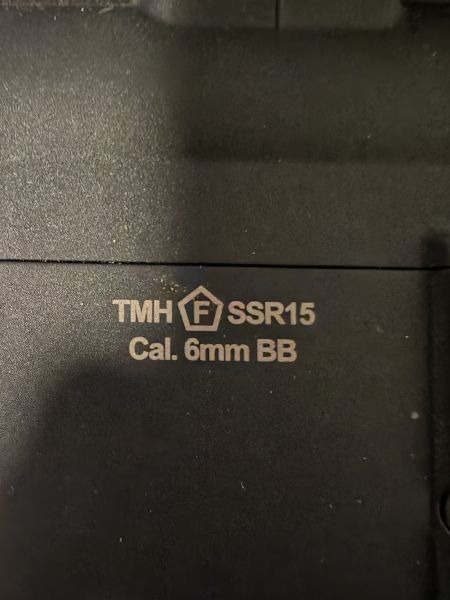 TMH F SSR15
Cal. 6mm BB